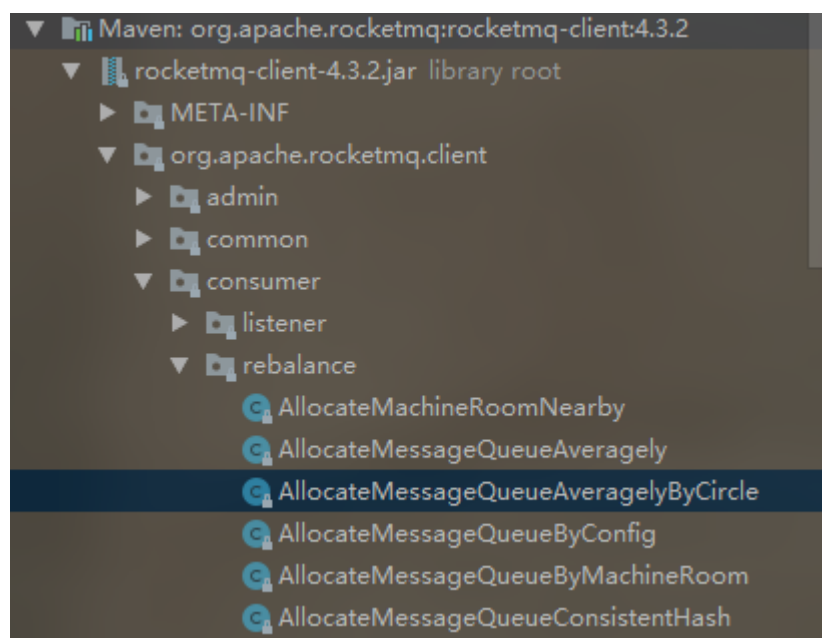 Maven: org.apache.rocketmq:rocketmq-client:4.3.2
rocketmq-client-4.3.2.jar library root
META-INF
org.apache.rocketmq.client
admin
common
consumer
listener
rebalance
AllocateMachineRoomNearby
AllocateMessageQueueAveragely
AllocateMessageQueueAveragelyByCircle
AllocateMessageQueueByConfig
AllocateMessageQueueByMachineRoom
AllocateMessageQueueConsistentHash